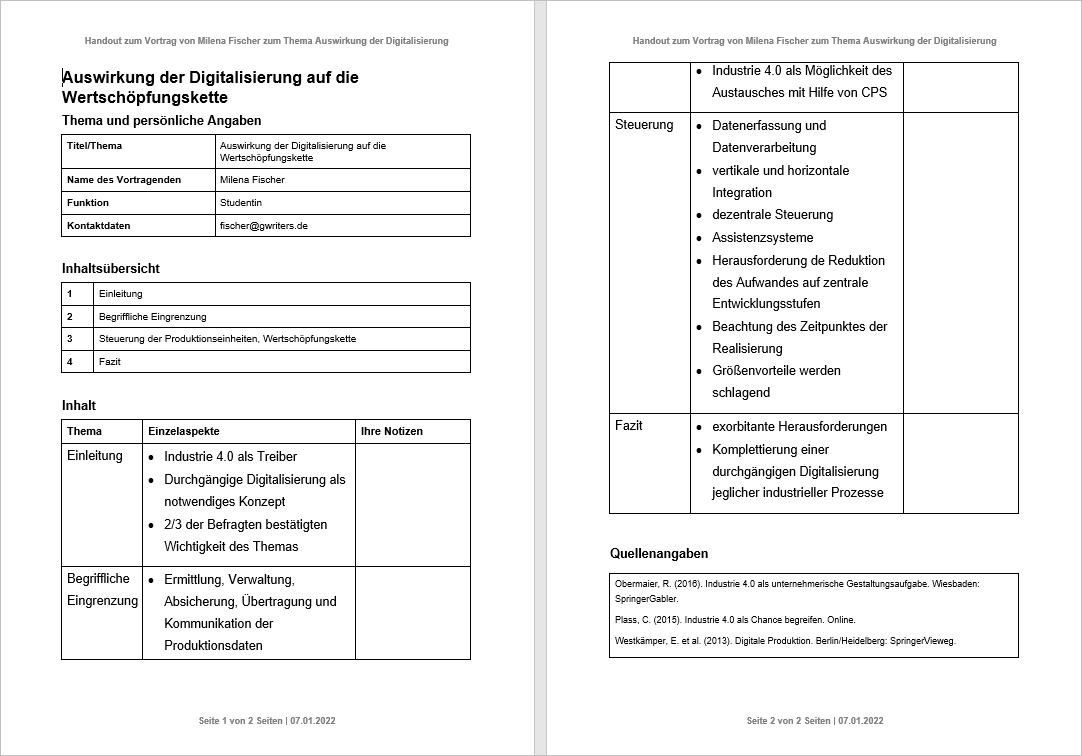 Handout zum Vortrag von Milena Fischer zum Thema Auswirkung der Digitalisierung
Auswirkung der Digitalisierung auf die
Wertschöpfungskette
Thema und persönliche Angaben
Titel/Thema
Auswirkung der Digitalisierung auf die
Wertschöpfungskette
Name des Vortragenden
Milena Fischer
Funktion
Studentin
Kontaktdaten
fischer@gwriters.de
Inhaltsübersicht
1 Einleitung
2 Begriffliche Eingrenzung
3 Steuerung der Produktionseinheiten, Wertschöpfungskette
4 Fazit
Inhalt
Thema Einzelaspekte Ihre Notizen
Einleitung
• Industrie 4.0 als Treiber
• Durchgängige Digitalisierung als
notwendiges Konzept
• 2/3 der Befragten bestätigten
Wichtigkeit des Themas
Begriffliche
Eingrenzung
• Ermittlung, Verwaltung,
Absicherung, Übertragung und
Kommunikation der
Produktionsdaten
Seite 1 von 2 Seiten | 07.01.2022
Handout zum Vortrag von Milena Fischer zum Thema Auswirkung der Digitalisierung
• Industrie 4.0 als Möglichkeit des
Austausches mit Hilfe von CPS
Steuerung
• Datenerfassung und
Datenverarbeitung
• vertikale und horizontale
Integration
• dezentrale Steuerung
• Assistenzsysteme
• Herausforderung de Reduktion
des Aufwandes auf zentrale
Entwicklungsstufen
• Beachtung des Zeitpunktes der
Realisierung
• Größenvorteile werden
schlagend
Fazit
• exorbitante Herausforderungen
• Komplettierung einer
durchgängigen Digitalisierung
jeglicher industrieller Prozesse
Quellenangaben
Obermaier, R. (2016). Industrie 4.0 als unternehmerische Gestaltungsaufgabe. Wiesbaden:
SpringerGabler.
Plass, C. (2015). Industrie 4.0 als Chance begreifen. Online.
Westkämper, E. et al. (2013). Digitale Produktion. Berlin/Heidelberg: SpringerVieweg.
Seite 2 von 2 Seiten | 07.01.2022